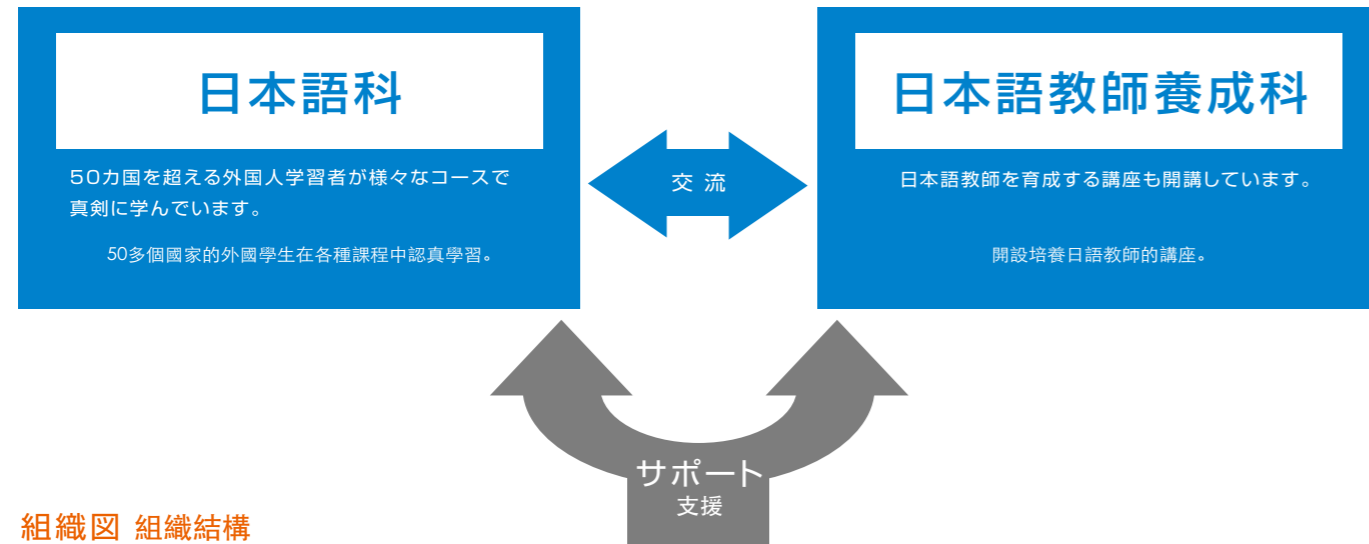 日本語科
50カ国を超える外国人学習者が様々なコースで
真剣に学んでいます。
50多個國家的外國學生在各種課程中認真學習。
交流
日本語教師養成科
日本語教師を育成する講座も開講しています。
開設培養日語教師的講座。
サポート
支援
組織図 組織結構